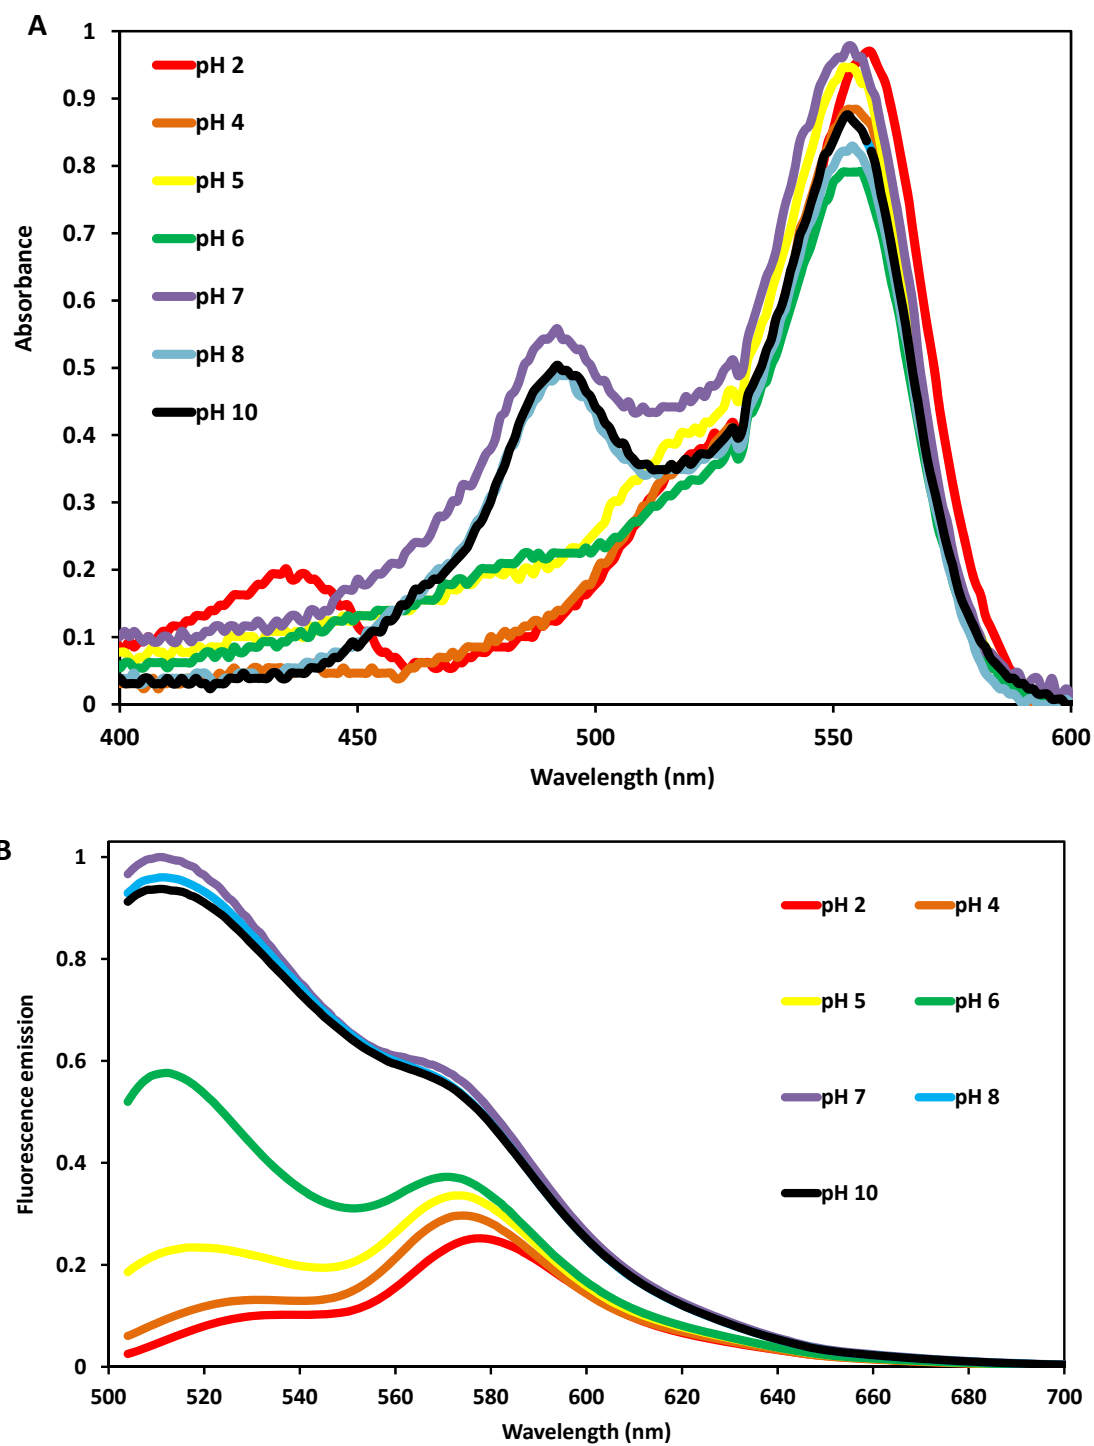 A
1
0.9
0.8
0.7
0.6
0.5
0.4
0.3
0.2
0.1
0
Absorbance
pH 2
pH 4
pH 5
pH 6
pH 7
pH 8
pH 10
400 450 500 550 600
Wavelength (nm)
B
1
0.8
0.6
0.4
0.2
0
Fluorescence emission
pH 2 pH 4
pH 5 pH 6
pH 7 pH 8
pH 10
500 520 540 560 580 600 620 640 660 680 700
Wavelength (nm)